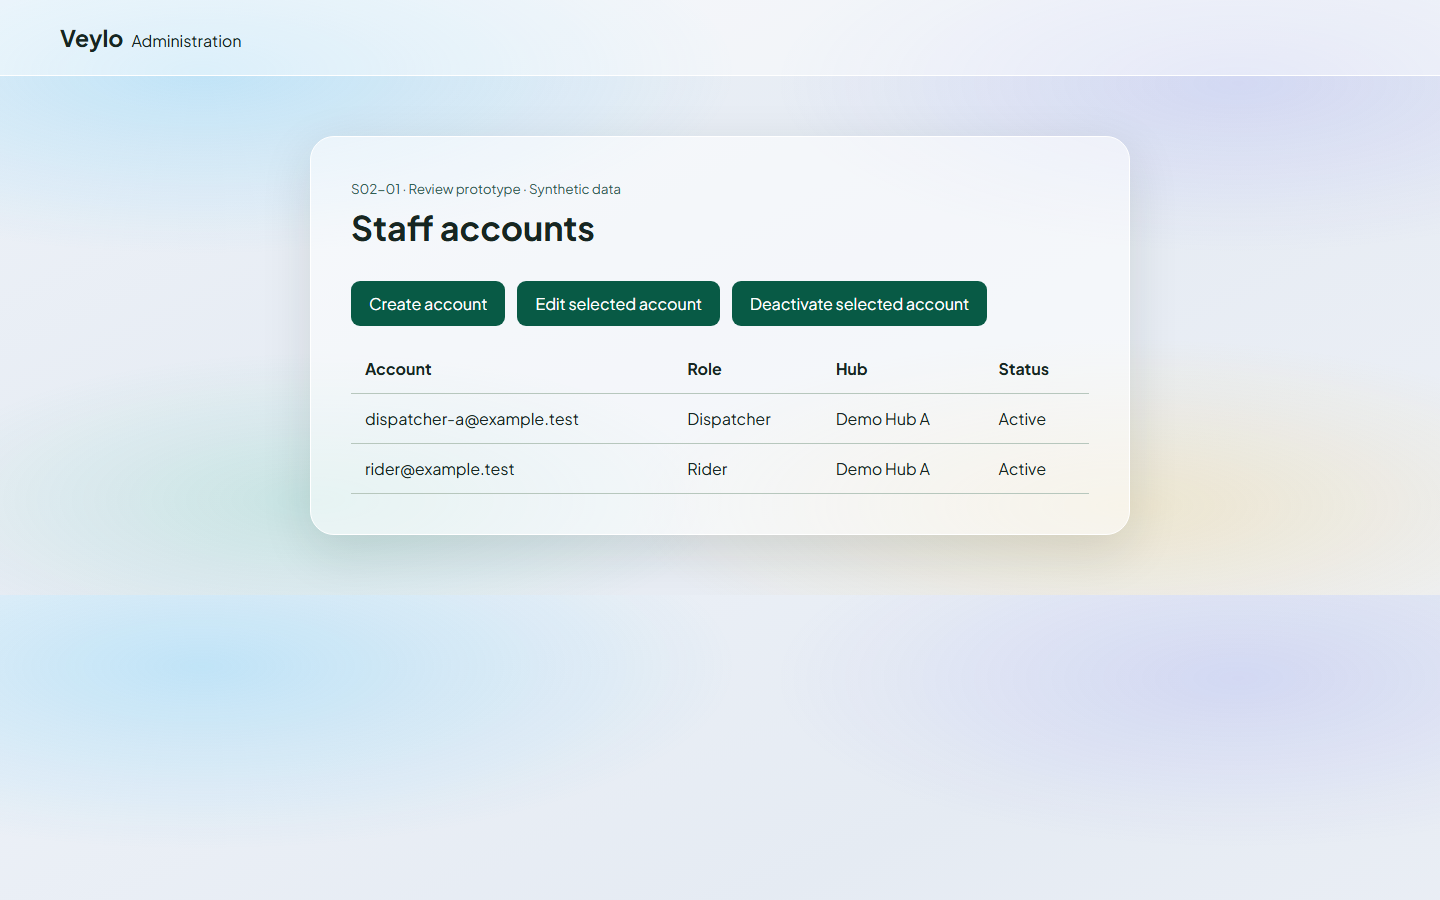 Veylo Administration
S02-01 · Review prototype · Synthetic data
Staff accounts
Create account Edit selected account Deactivate selected account
Account Role Hub Status
dispatcher-a@example.test Dispatcher Demo Hub A Active
rider@example.test Rider Demo Hub A Active